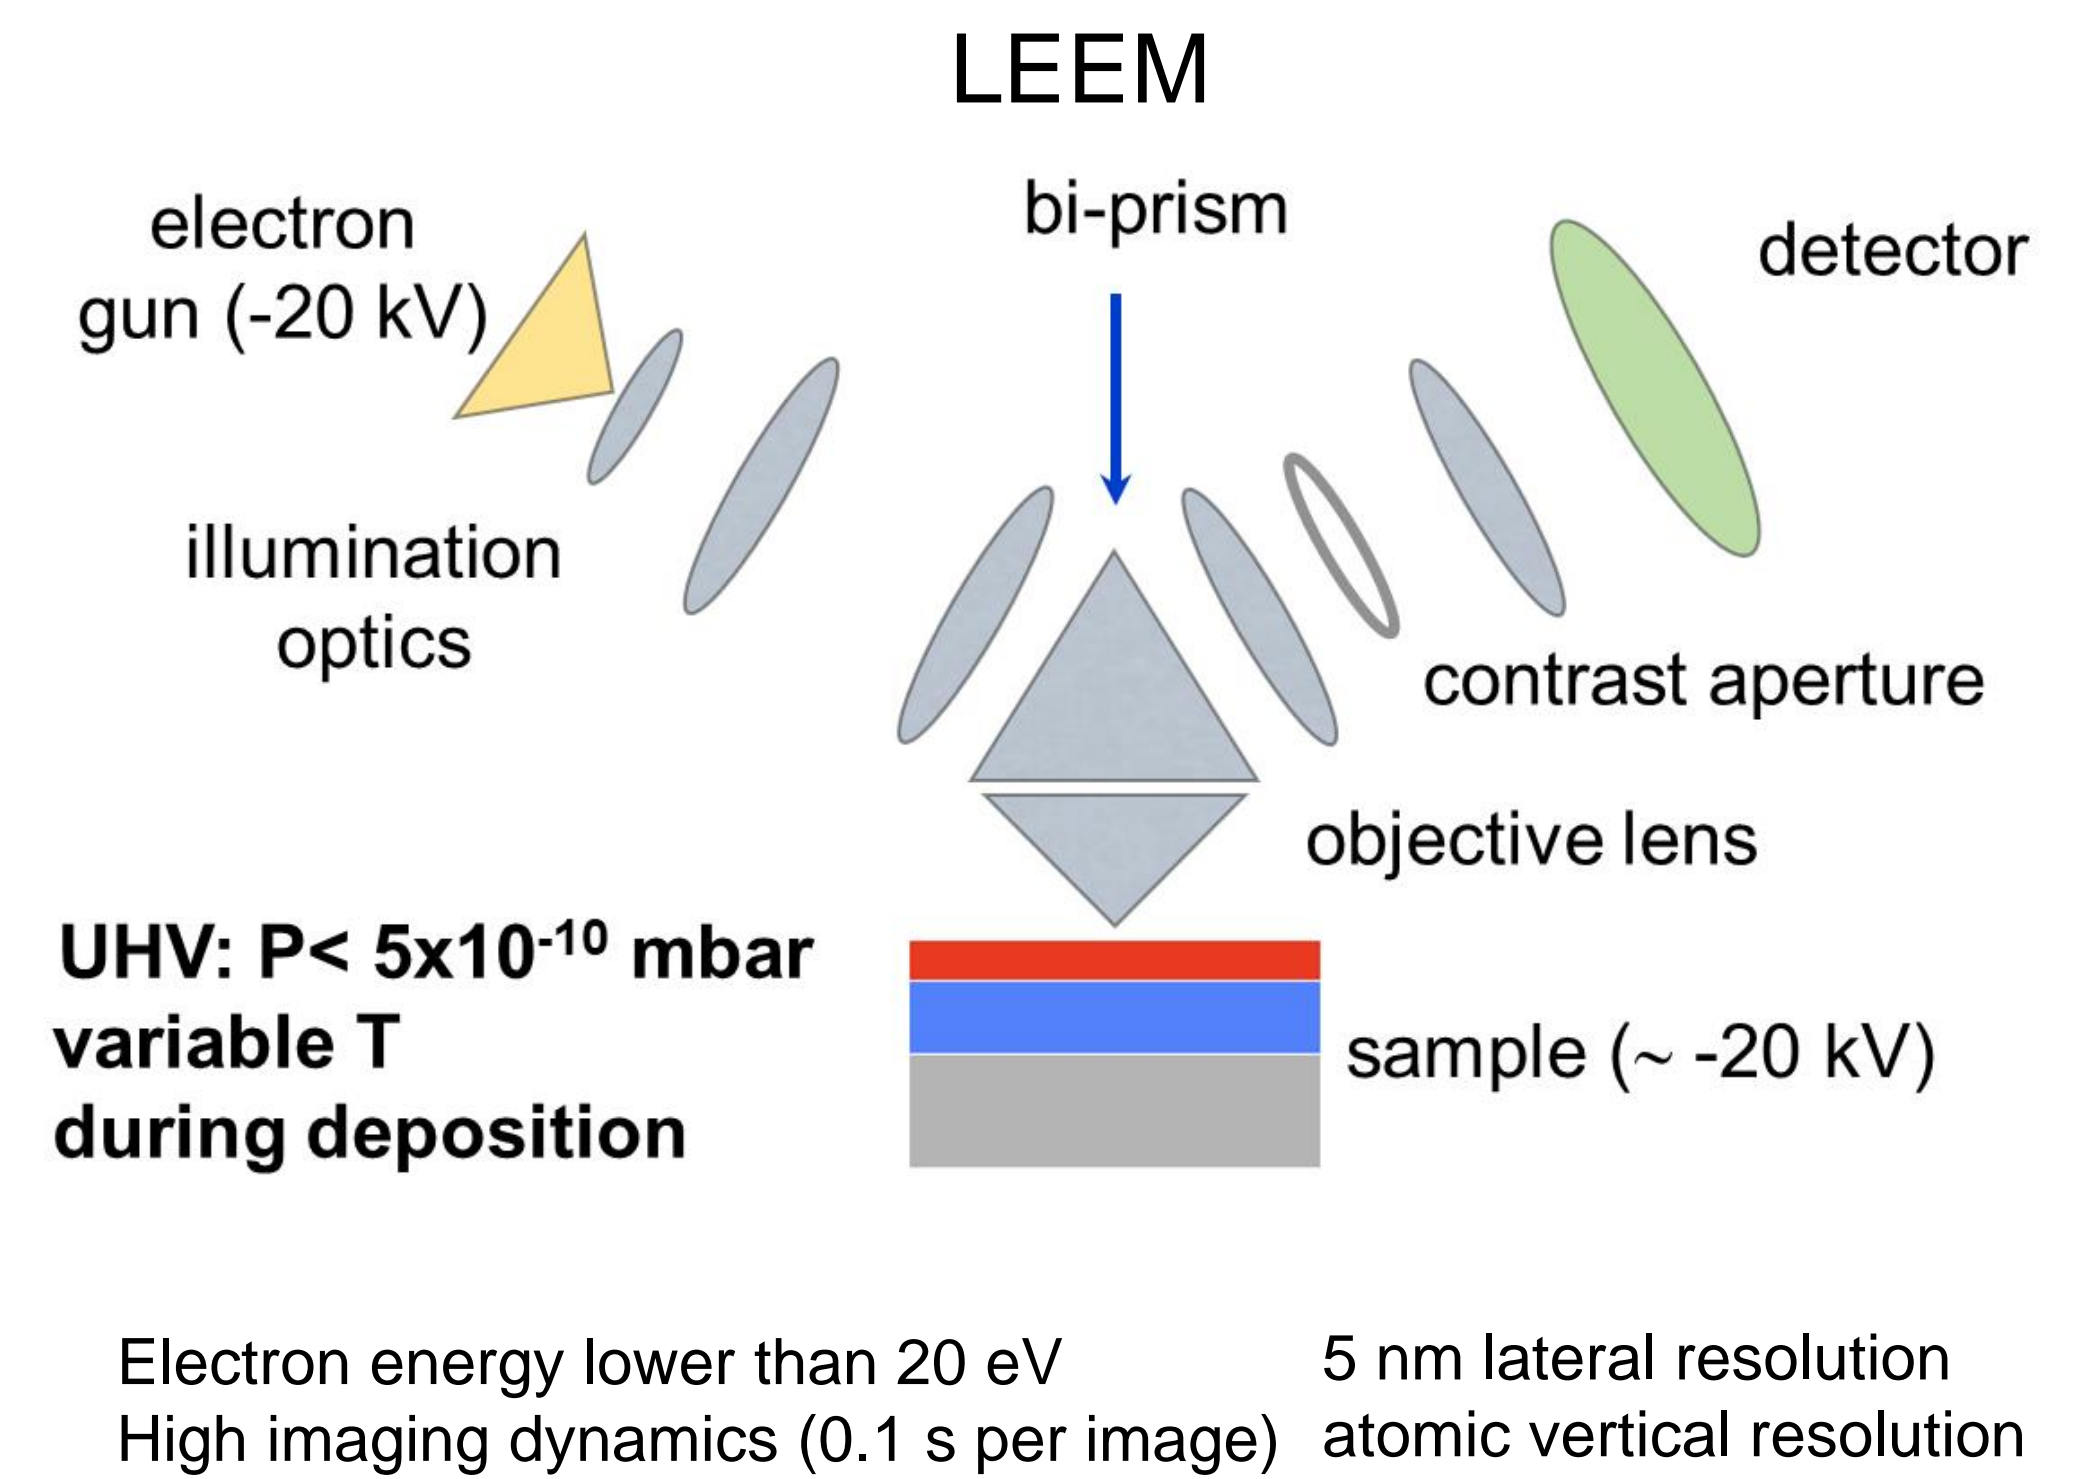 LEEM
electron
gun (-20 kV)
bi-prism
detector
illumination
optics
contrast aperture
objective lens
UHV: P< 5x10⁻¹⁰ mbar
variable T
during deposition
sample (~ -20 kV)
Electron energy lower than 20 eV
High imaging dynamics (0.1 s per image)
5 nm lateral resolution
atomic vertical resolution